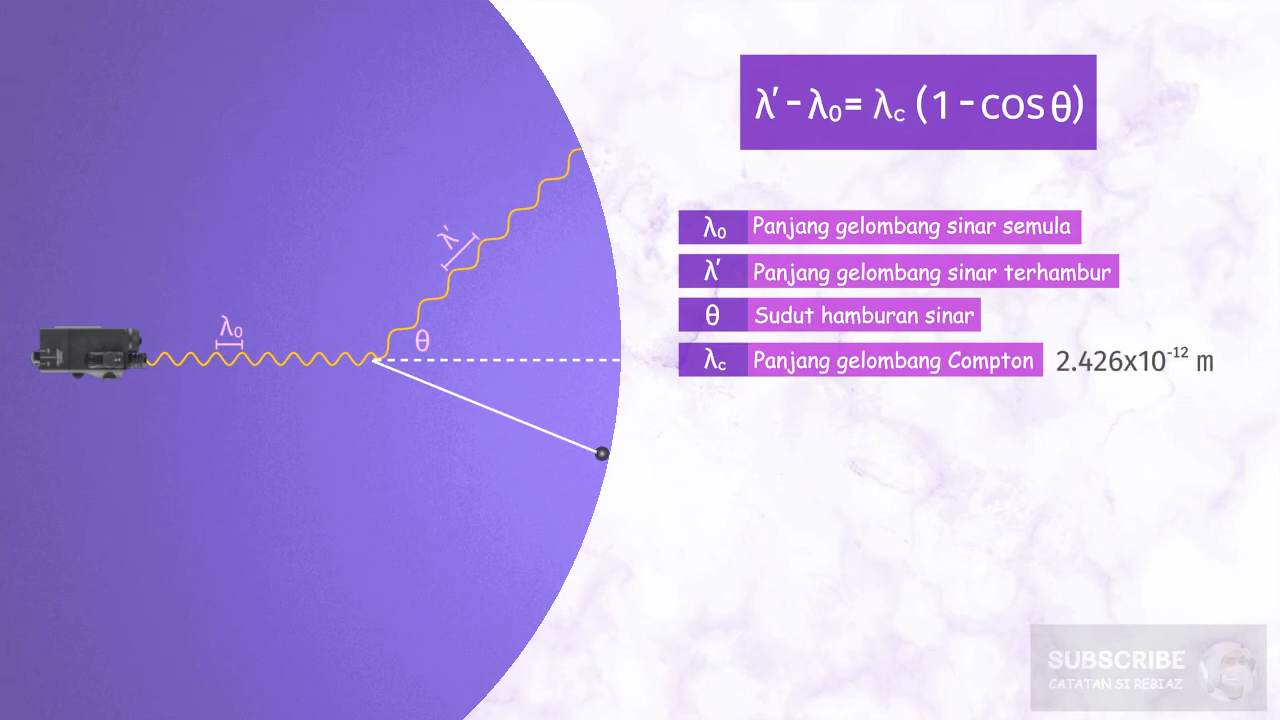 λ' - λ₀ = λc (1 - cos θ)
λ₀ Panjang gelombang sinar semula
λ' Panjang gelombang sinar terhambur
θ Sudut hamburan sinar
λc Panjang gelombang Compton 2.426x10⁻¹² m
λ₀
λ'
θ
SUBSCRIBE
CATATAN SI REBIAZ